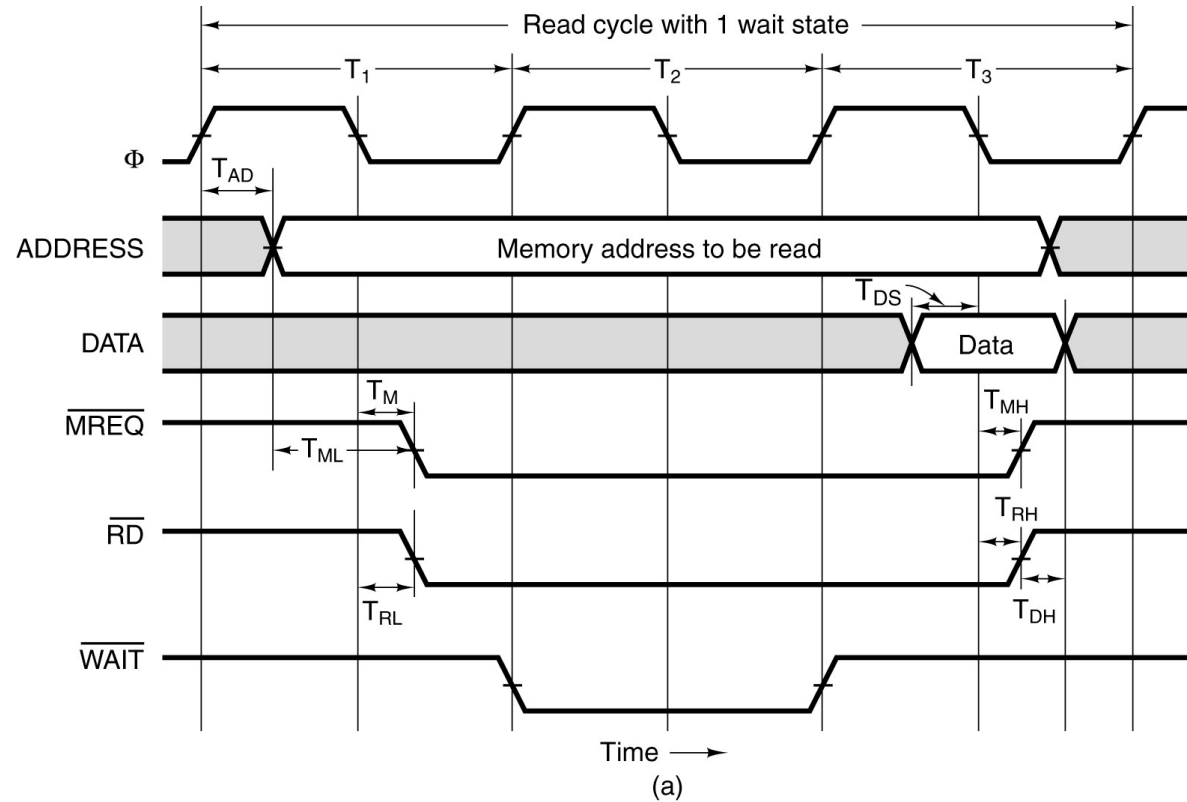 Read cycle with 1 wait state
T1 T2 T3
Φ
TAD
ADDRESS Memory address to be read
TDS
DATA Data
TM TMH
MREQ
TML
TRH
RD
TRL TDH
WAIT
Time
(a)